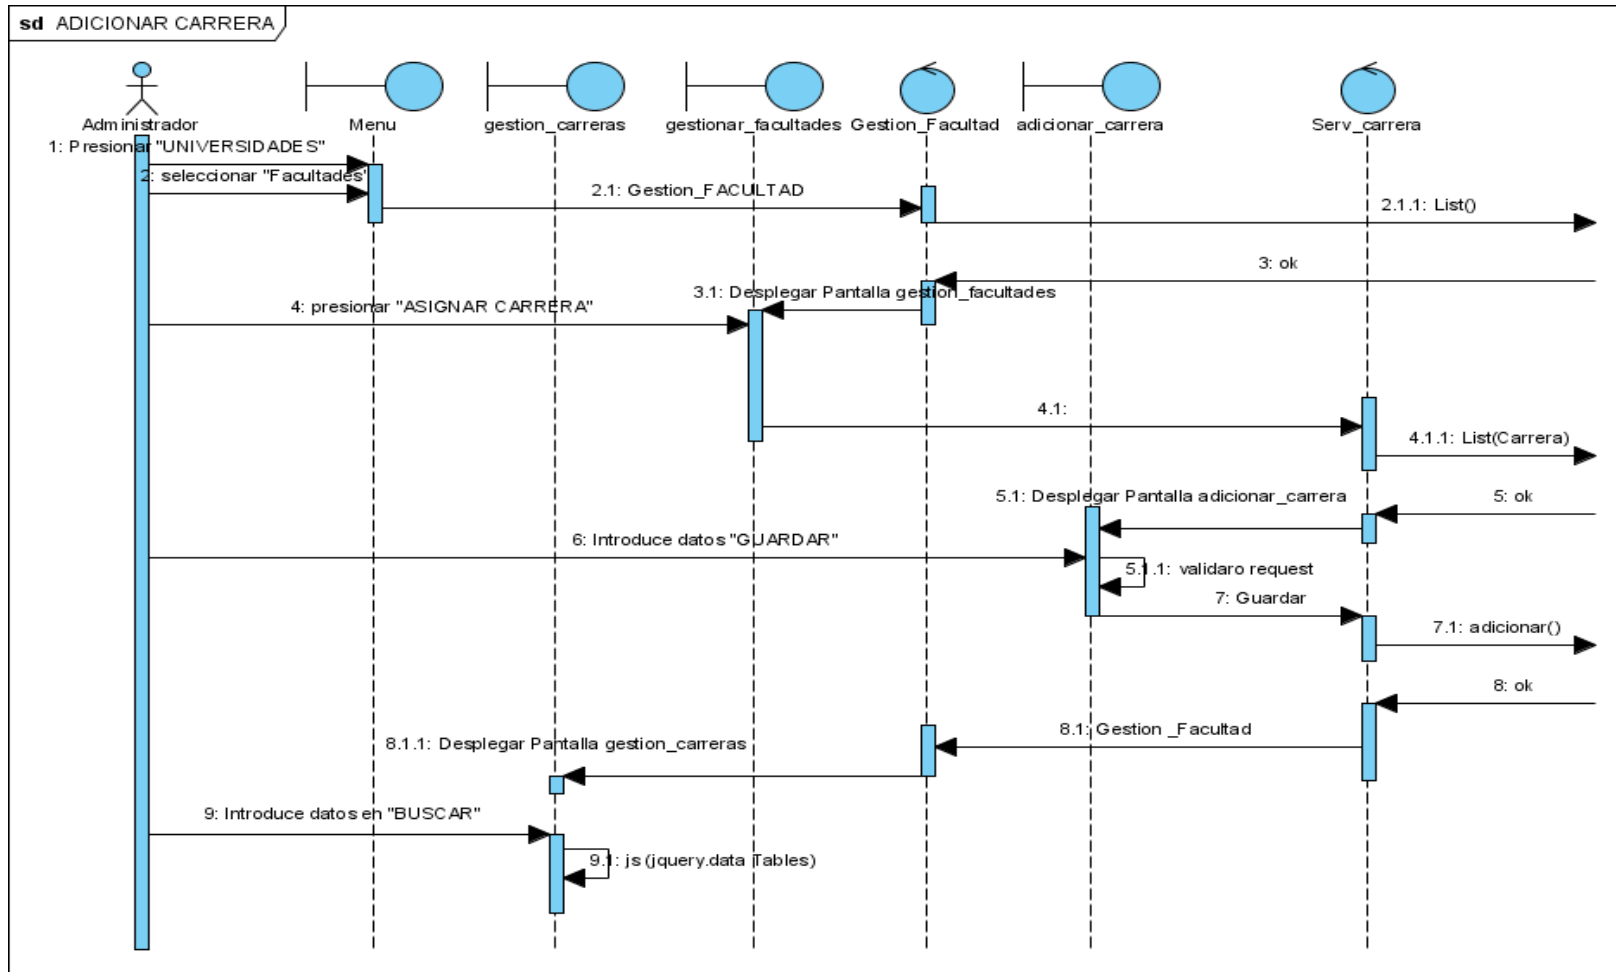 sd ADICIONAR CARRERA
Administrador
Menu
gestion_carreras
gestionar_facultades
Gestion_Facultad
adicionar_carrera
Serv_carrera
1: Presionar "UNIVERSIDADES"
2: seleccionar "Facultades"
2.1: Gestion_FACULTAD
2.1.1: List()
3: ok
3.1: Desplegar Pantalla gestion_facultades
4: presionar "ASIGNAR CARRERA"
4.1:
4.1.1: List(Carrera)
5: ok
5.1: Desplegar Pantalla adicionar_carrera
6: Introduce datos "GUARDAR"
5.1.1: validaro request
7: Guardar
7.1: adicionar()
8: ok
8.1: Gestion _Facultad
8.1.1: Desplegar Pantalla gestion_carreras
9: Introduce datos en "BUSCAR"
9.1: js (jquery.data Tables)